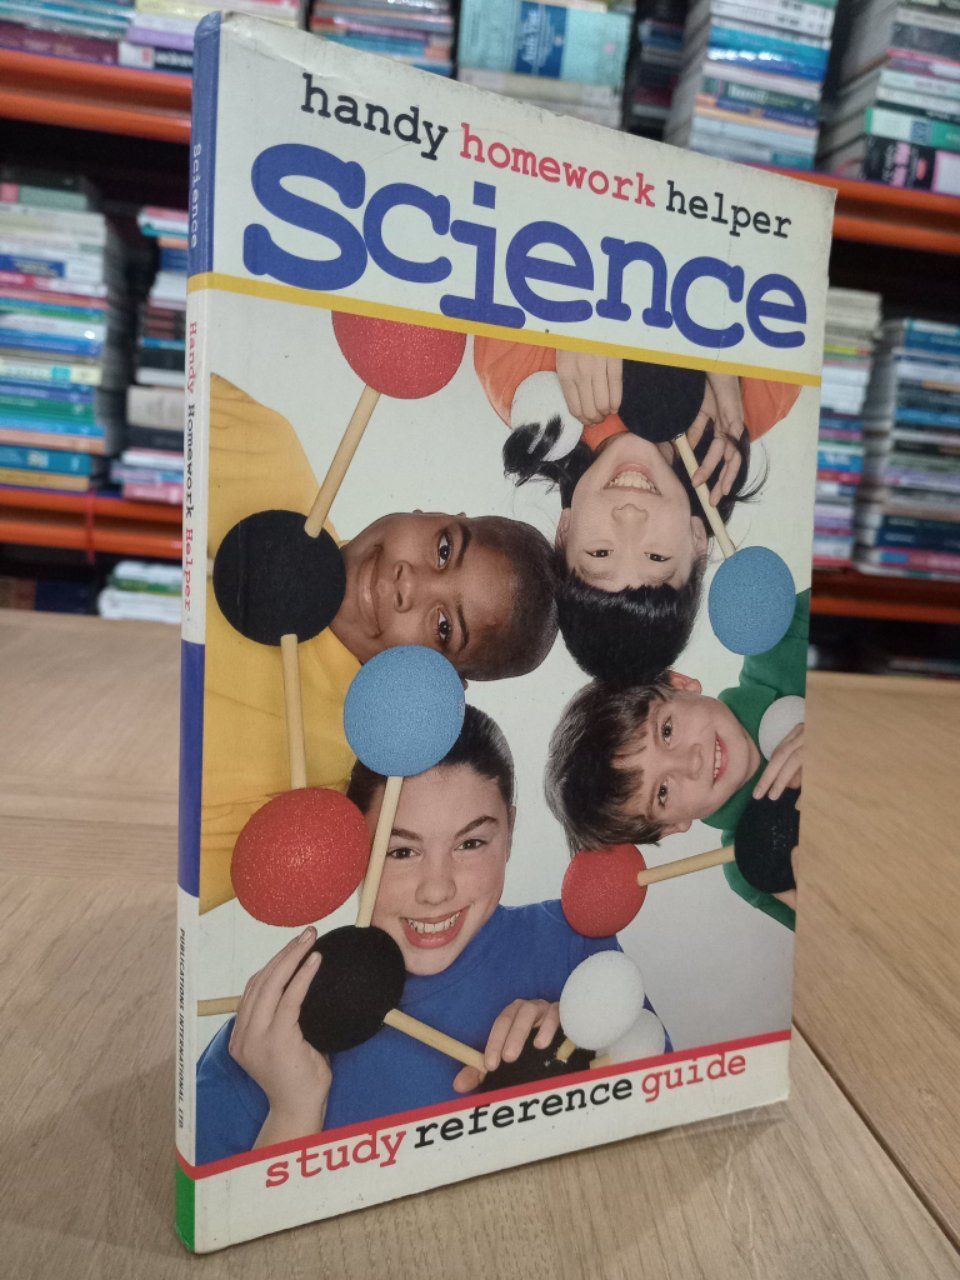 handy homework helper
science
study reference guide
Science
Handy Homework Helper
PUBLICATIONS INTERNATIONAL, LTD.